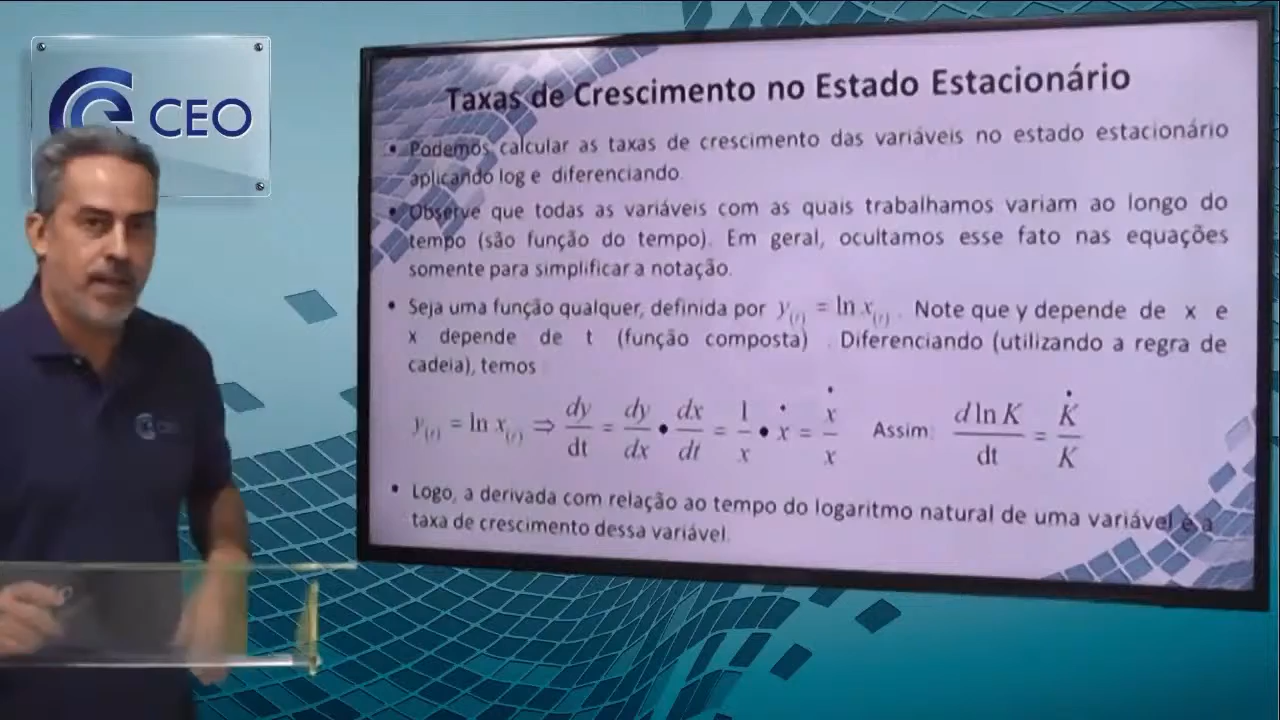 CEO
Taxas de Crescimento no Estado Estacionário
• Podemos calcular as taxas de crescimento das variáveis no estado estacionário
aplicando log e diferenciando.
• Observe que todas as variáveis com as quais trabalhamos variam ao longo do
tempo (são função do tempo). Em geral, ocultamos esse fato nas equações
somente para simplificar a notação.
• Seja uma função qualquer, definida por y₍ₜ₎ = ln x₍ₜ₎ . Note que y depende de x e
x depende de t (função composta) . Diferenciando (utilizando a regra de
cadeia), temos
y₍ₜ₎ = ln x₍ₜ₎ ⇒ dy/dt = dy/dx • dx/dt = 1/x • ẋ = ẋ/x Assim: d ln K/dt = K̇/K
• Logo, a derivada com relação ao tempo do logaritmo natural de uma variável é a
taxa de crescimento dessa variável.